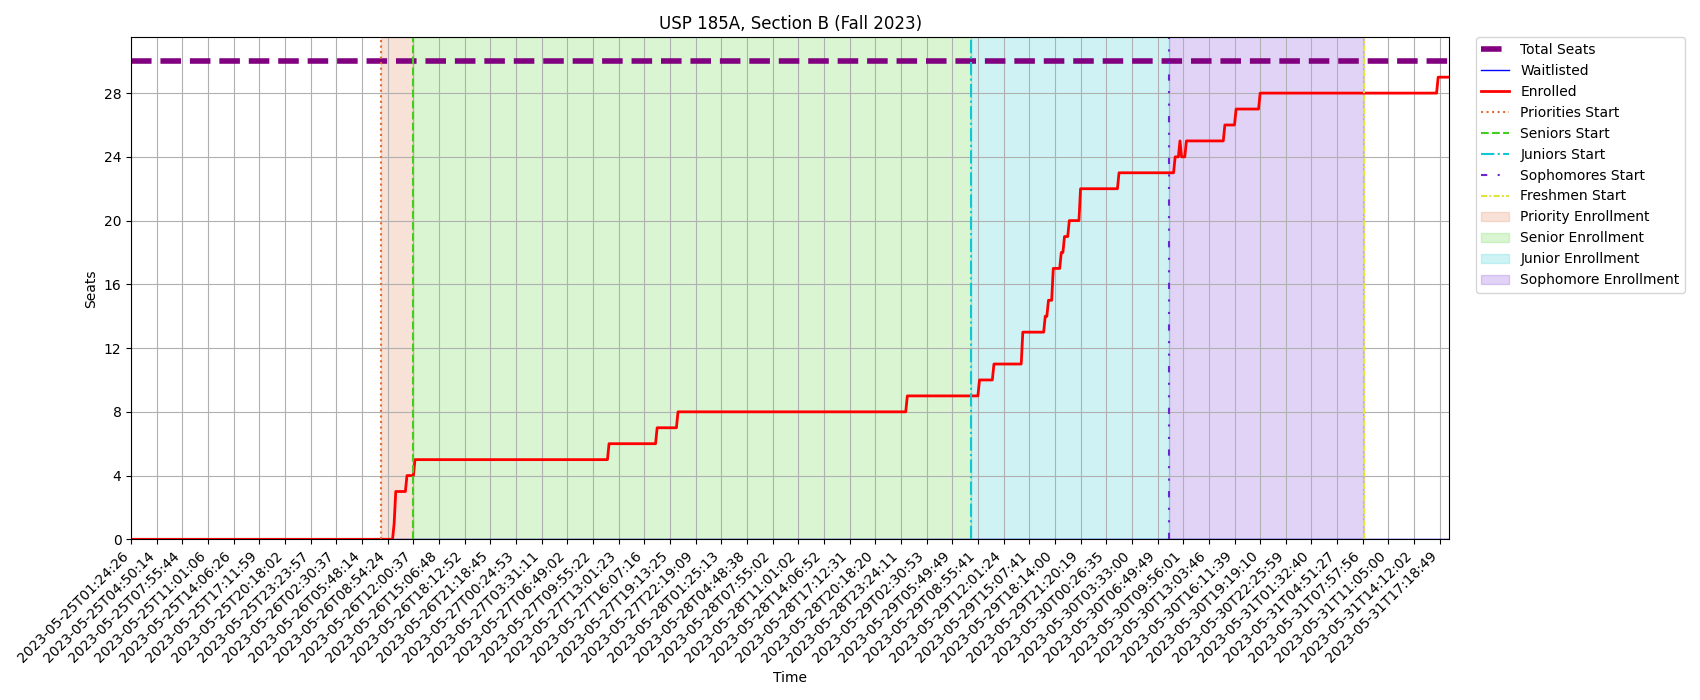 USP 185A, Section B (Fall 2023)
Total Seats
Waitlisted
Enrolled
Priorities Start
Seniors Start
Juniors Start
Sophomores Start
Freshmen Start
Priority Enrollment
Senior Enrollment
Junior Enrollment
Sophomore Enrollment
Seats
28
24
20
16
12
8
4
0
2023-05-25T01:24:26
2023-05-25T04:50:14
2023-05-25T07:55:44
2023-05-25T11:01:06
2023-05-25T14:06:26
2023-05-25T17:11:59
2023-05-25T20:18:02
2023-05-25T23:23:57
2023-05-26T02:30:37
2023-05-26T05:48:14
2023-05-26T08:54:24
2023-05-26T12:00:37
2023-05-26T15:06:48
2023-05-26T18:12:52
2023-05-26T21:18:45
2023-05-27T00:24:53
2023-05-27T03:31:11
2023-05-27T06:49:02
2023-05-27T09:55:22
2023-05-27T13:01:23
2023-05-27T16:07:16
2023-05-27T19:13:25
2023-05-27T22:19:09
2023-05-28T01:25:13
2023-05-28T04:48:38
2023-05-28T07:55:02
2023-05-28T11:01:02
2023-05-28T14:06:52
2023-05-28T17:12:31
2023-05-28T20:18:20
2023-05-28T23:24:11
2023-05-29T02:30:53
2023-05-29T05:49:49
2023-05-29T08:55:41
2023-05-29T12:01:24
2023-05-29T15:07:41
2023-05-29T18:14:00
2023-05-29T21:20:19
2023-05-30T00:26:35
2023-05-30T03:33:00
2023-05-30T06:49:49
2023-05-30T09:56:01
2023-05-30T13:03:46
2023-05-30T16:11:39
2023-05-30T19:19:10
2023-05-30T22:25:59
2023-05-31T01:32:40
2023-05-31T04:51:27
2023-05-31T07:57:56
2023-05-31T11:05:00
2023-05-31T14:12:02
2023-05-31T17:18:49
Time